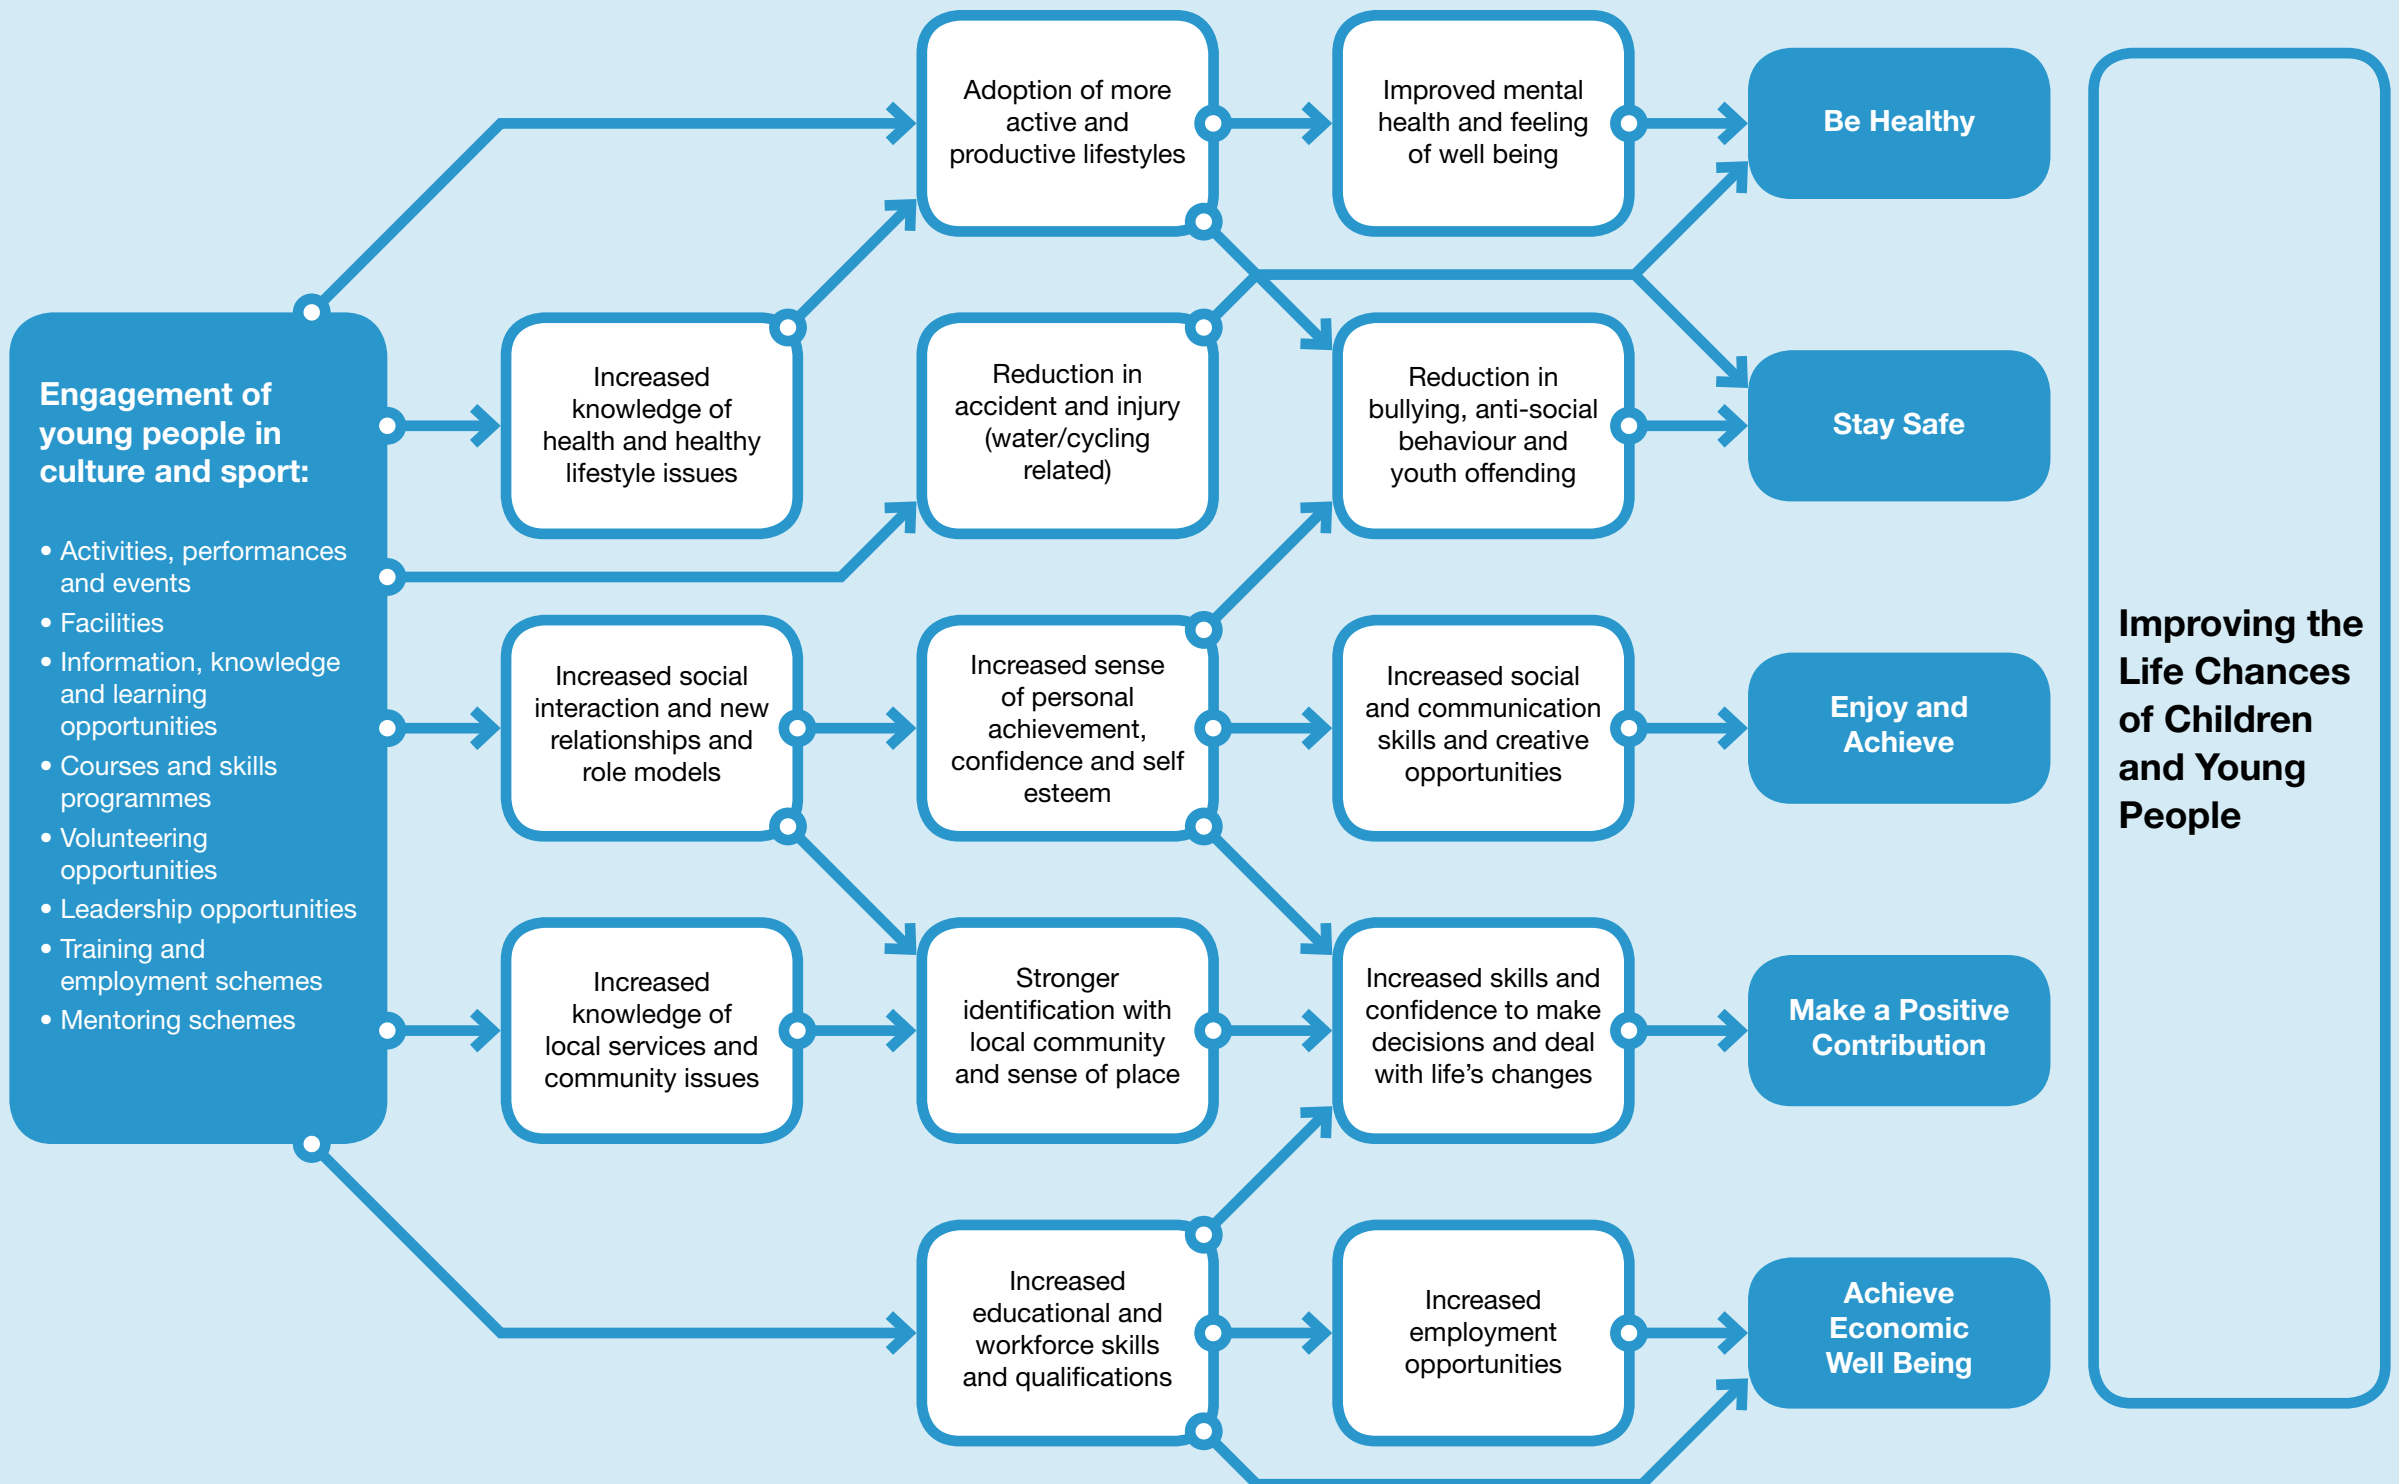 Engagement of
young people in
culture and sport:
• Activities, performances
and events
• Facilities
• Information, knowledge
and learning
opportunities
• Courses and skills
programmes
• Volunteering
opportunities
• Leadership opportunities
• Training and
employment schemes
• Mentoring schemes
Increased
knowledge of
health and healthy
lifestyle issues
Increased social
interaction and new
relationships and
role models
Increased
knowledge of
local services and
community issues
Adoption of more
active and
productive lifestyles
Reduction in
accident and injury
(water/cycling
related)
Increased sense
of personal
achievement,
confidence and self
esteem
Stronger
identification with
local community
and sense of place
Increased
educational and
workforce skills
and qualifications
Improved mental
health and feeling
of well being
Reduction in
bullying, anti-social
behaviour and
youth offending
Increased social
and communication
skills and creative
opportunities
Increased skills and
confidence to make
decisions and deal
with life’s changes
Increased
employment
opportunities
Be Healthy
Stay Safe
Enjoy and
Achieve
Make a Positive
Contribution
Achieve
Economic
Well Being
Improving the
Life Chances
of Children
and Young
People